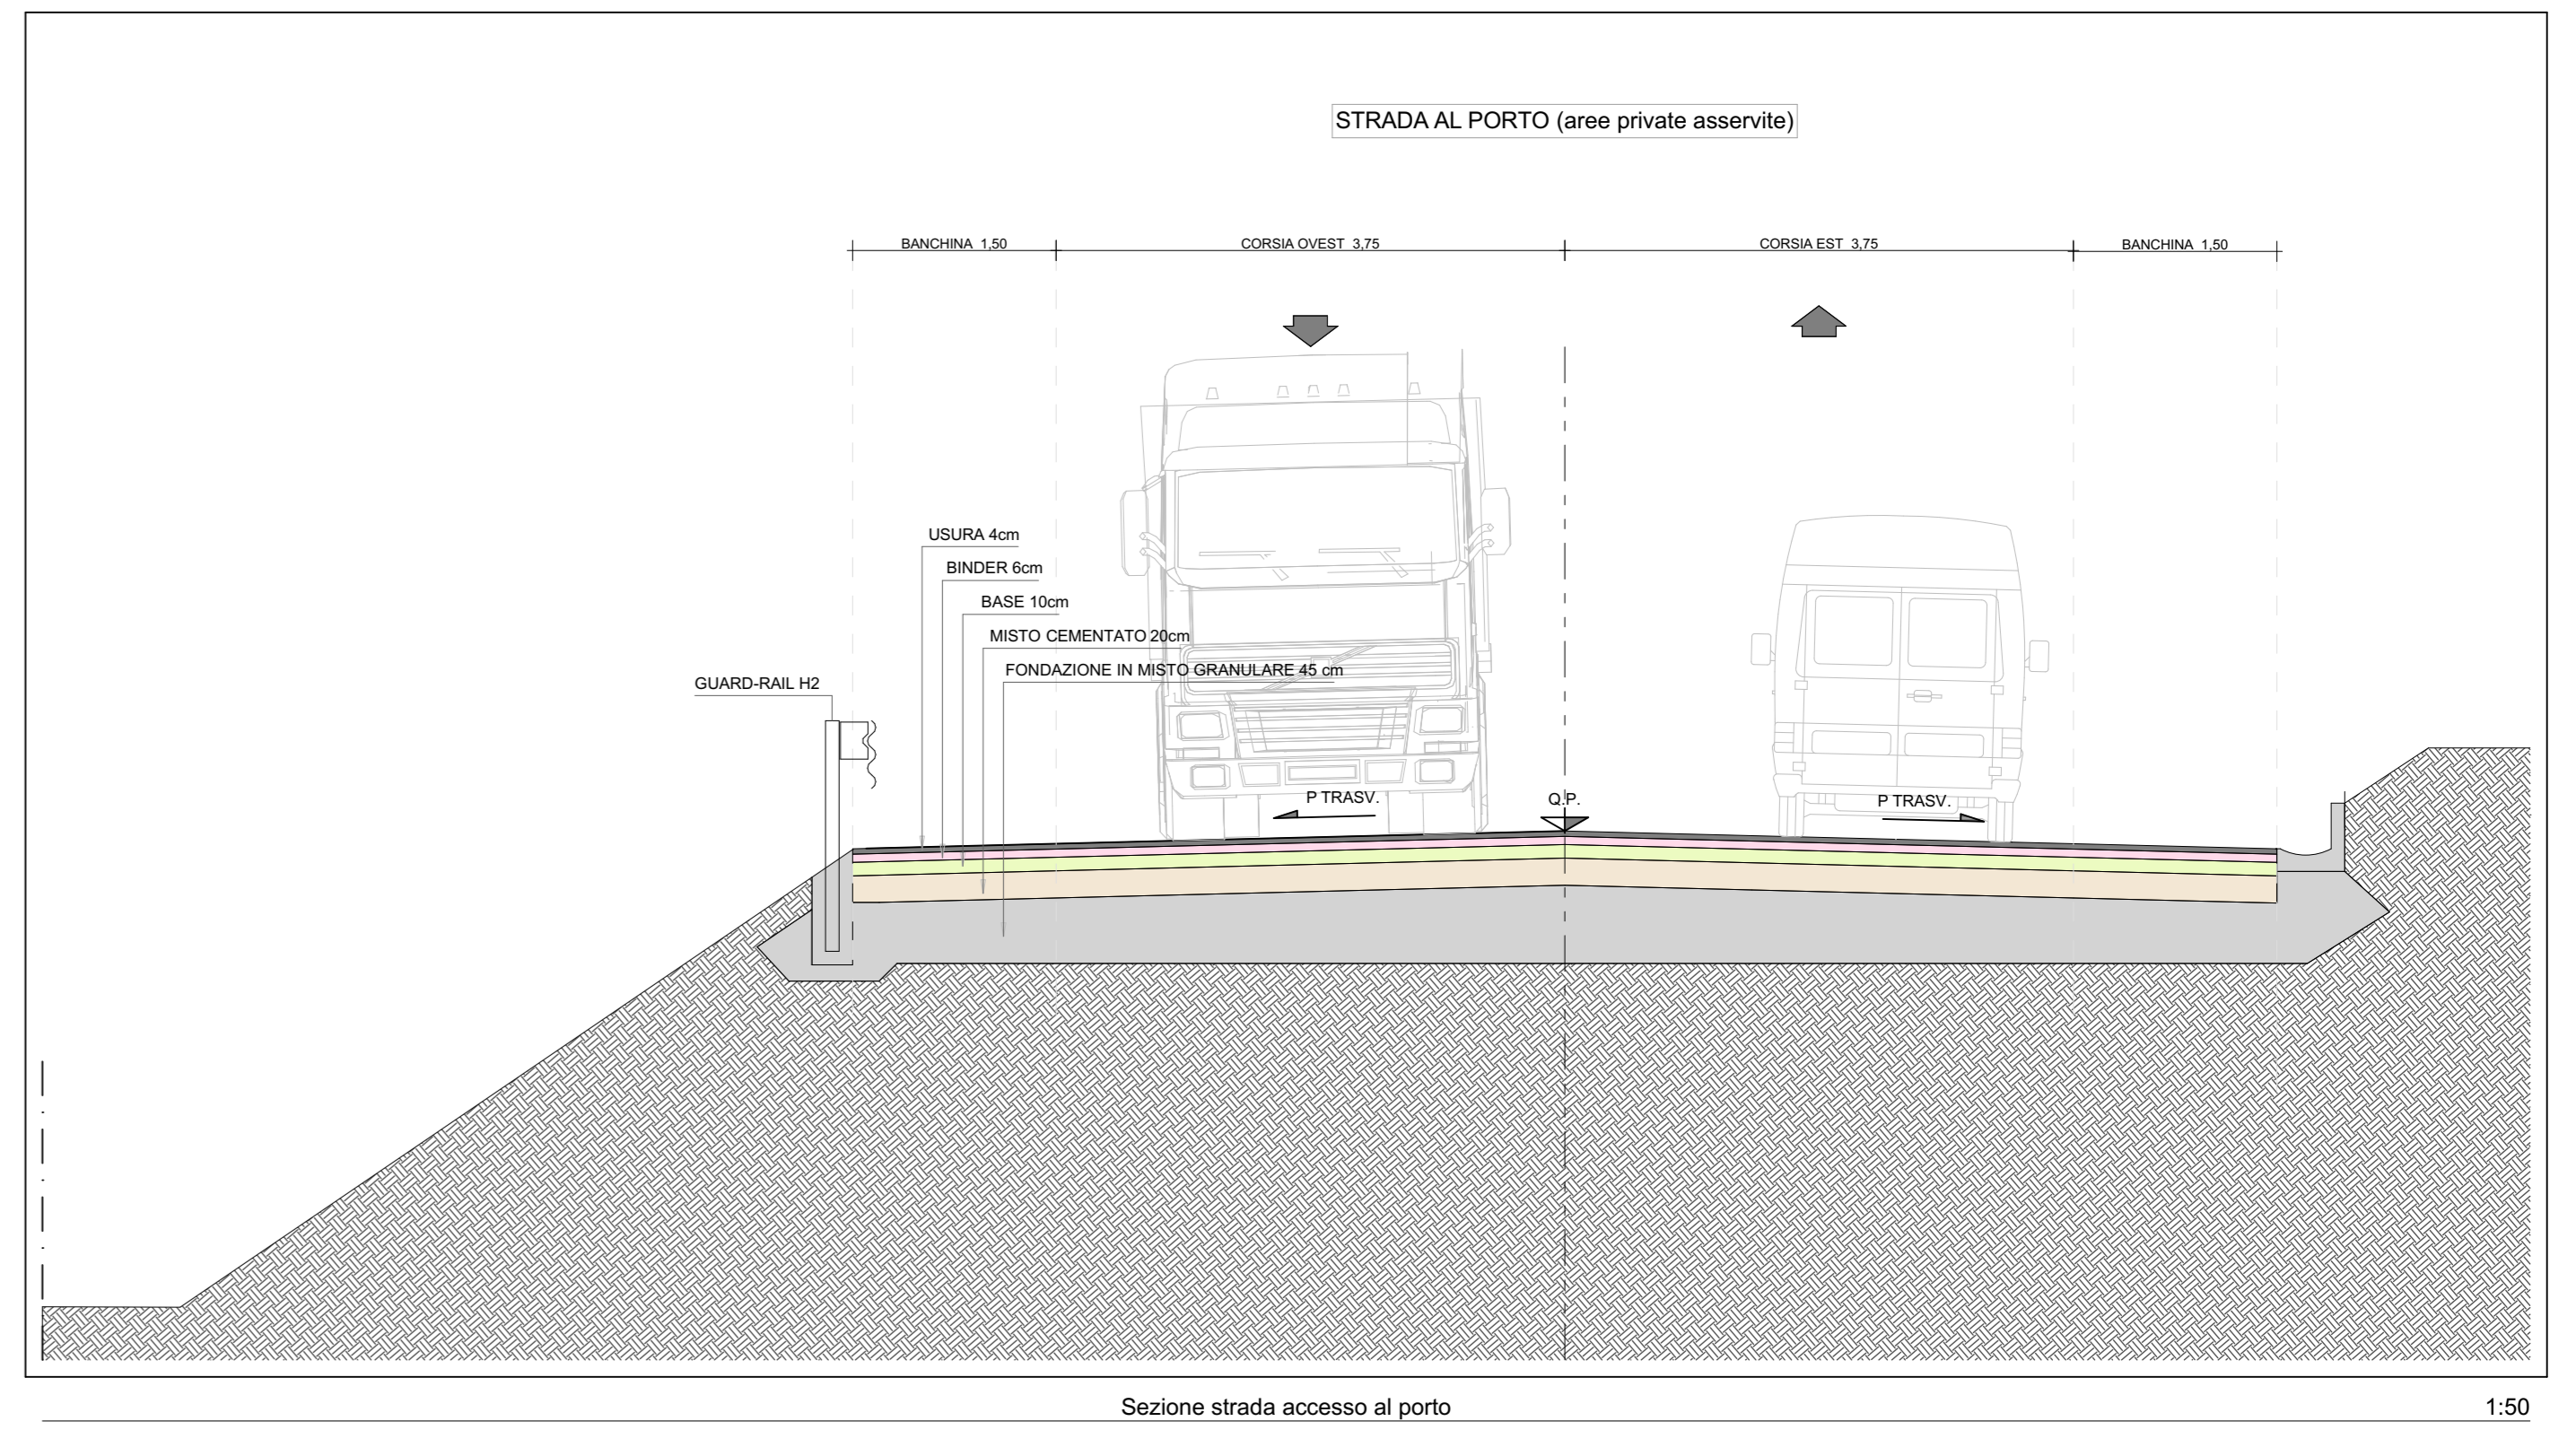 STRADA AL PORTO (aree private asservite)
BANCHINA 1,50
CORSIA OVEST 3,75
CORSIA EST 3,75
BANCHINA 1,50
USURA 4cm
BINDER 6cm
BASE 10cm
MISTO CEMENTATO 20cm
FONDAZIONE IN MISTO GRANULARE 45 cm
GUARD-RAIL H2
P TRASV.
Q.P.
P TRASV.
Sezione strada accesso al porto
1:50